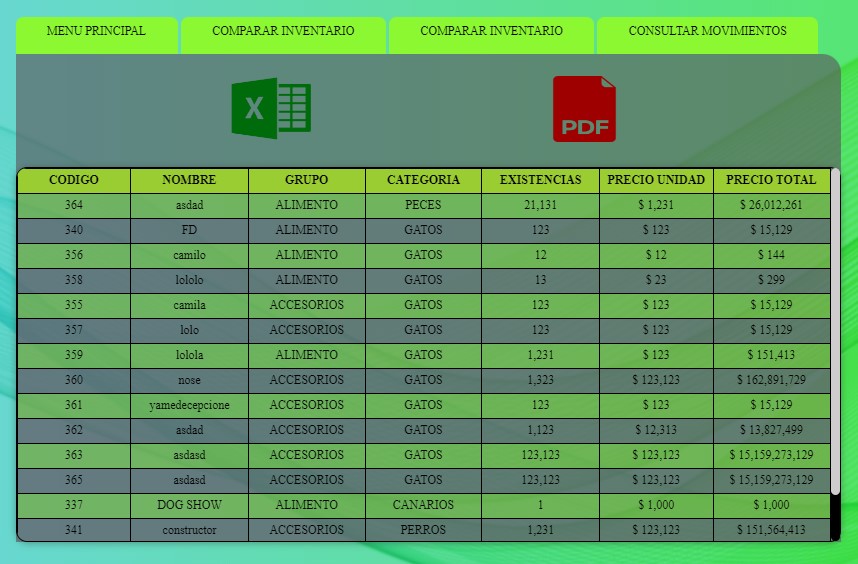 MENU PRINCIPAL COMPARAR INVENTARIO COMPARAR INVENTARIO CONSULTAR MOVIMIENTOS
X PDF
CODIGO NOMBRE GRUPO CATEGORIA EXISTENCIAS PRECIO UNIDAD PRECIO TOTAL
364 asdad ALIMENTO PECES 21,131 $ 1,231 $ 26,012,261
340 FD ALIMENTO GATOS 123 $ 123 $ 15,129
356 camilo ALIMENTO GATOS 12 $ 12 $ 144
358 lololo ALIMENTO GATOS 13 $ 23 $ 299
355 camila ACCESORIOS GATOS 123 $ 123 $ 15,129
357 lolo ACCESORIOS GATOS 123 $ 123 $ 15,129
359 lolola ALIMENTO GATOS 1,231 $ 123 $ 151,413
360 nose ACCESORIOS GATOS 1,323 $ 123,123 $ 162,891,729
361 yamedecepcione ACCESORIOS GATOS 123 $ 123 $ 15,129
362 asdad ACCESORIOS GATOS 1,123 $ 12,313 $ 13,827,499
363 asdasd ACCESORIOS GATOS 123,123 $ 123,123 $ 15,159,273,129
365 asdasd ACCESORIOS GATOS 123,123 $ 123,123 $ 15,159,273,129
337 DOG SHOW ALIMENTO CANARIOS 1 $ 1,000 $ 1,000
341 constructor ACCESORIOS PERROS 1,231 $ 123,123 $ 151,564,413